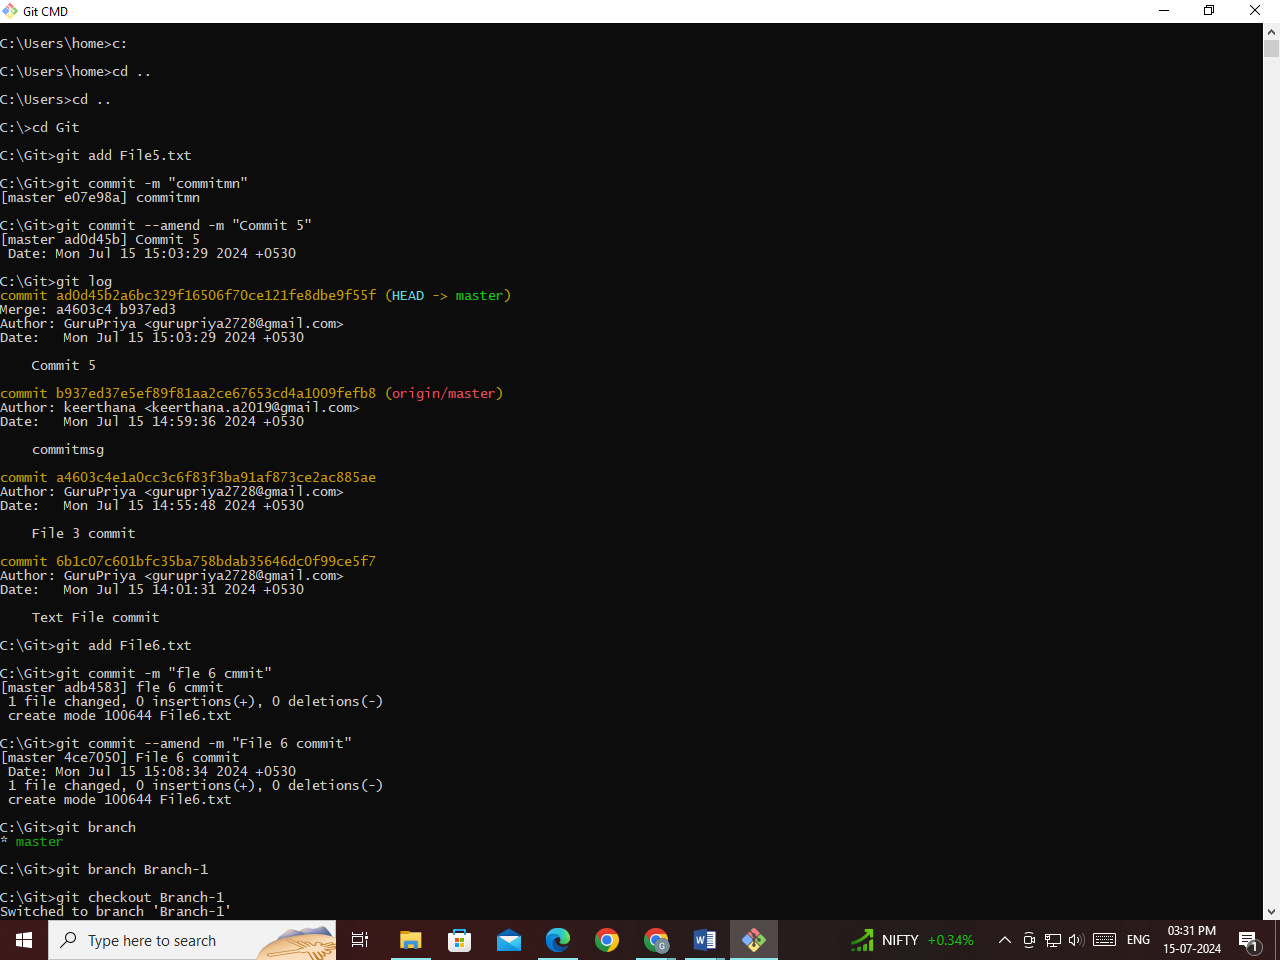 Git CMD
C:\Users\home>c:
C:\Users\home>cd ..
C:\Users>cd ..
C:\>cd Git
C:\Git>git add File5.txt
C:\Git>git commit -m "commitmn"
[master e07e98a] commitmn
C:\Git>git commit --amend -m "Commit 5"
[master ad0d45b] Commit 5
 Date: Mon Jul 15 15:03:29 2024 +0530
C:\Git>git log
commit ad0d45b2a6bc329f16506f70ce121fe8dbe9f55f (HEAD -> master)
Merge: a4603c4 b937ed3
Author: GuruPriya <gurupriya2728@gmail.com>
Date:   Mon Jul 15 15:03:29 2024 +0530
    Commit 5
commit b937ed37e5ef89f81aa2ce67653cd4a1009fefb8 (origin/master)
Author: keerthana <keerthana.a2019@gmail.com>
Date:   Mon Jul 15 14:59:36 2024 +0530
    commitmsg
commit a4603c4e1a0cc3c6f83f3ba91af873ce2ac885ae
Author: GuruPriya <gurupriya2728@gmail.com>
Date:   Mon Jul 15 14:55:48 2024 +0530
    File 3 commit
commit 6b1c07c601bfc35ba758bdab35646dc0f99ce5f7
Author: GuruPriya <gurupriya2728@gmail.com>
Date:   Mon Jul 15 14:01:31 2024 +0530
    Text File commit
C:\Git>git add File6.txt
C:\Git>git commit -m "fle 6 cmmit"
[master adb4583] fle 6 cmmit
 1 file changed, 0 insertions(+), 0 deletions(-)
 create mode 100644 File6.txt
C:\Git>git commit --amend -m "File 6 commit"
[master 4ce7050] File 6 commit
 Date: Mon Jul 15 15:08:34 2024 +0530
 1 file changed, 0 insertions(+), 0 deletions(-)
 create mode 100644 File6.txt
C:\Git>git branch
* master
C:\Git>git branch Branch-1
C:\Git>git checkout Branch-1
Switched to branch 'Branch-1'
Type here to search
G
W
NIFTY +0.34%
ENG
03:31 PM
15-07-2024
1